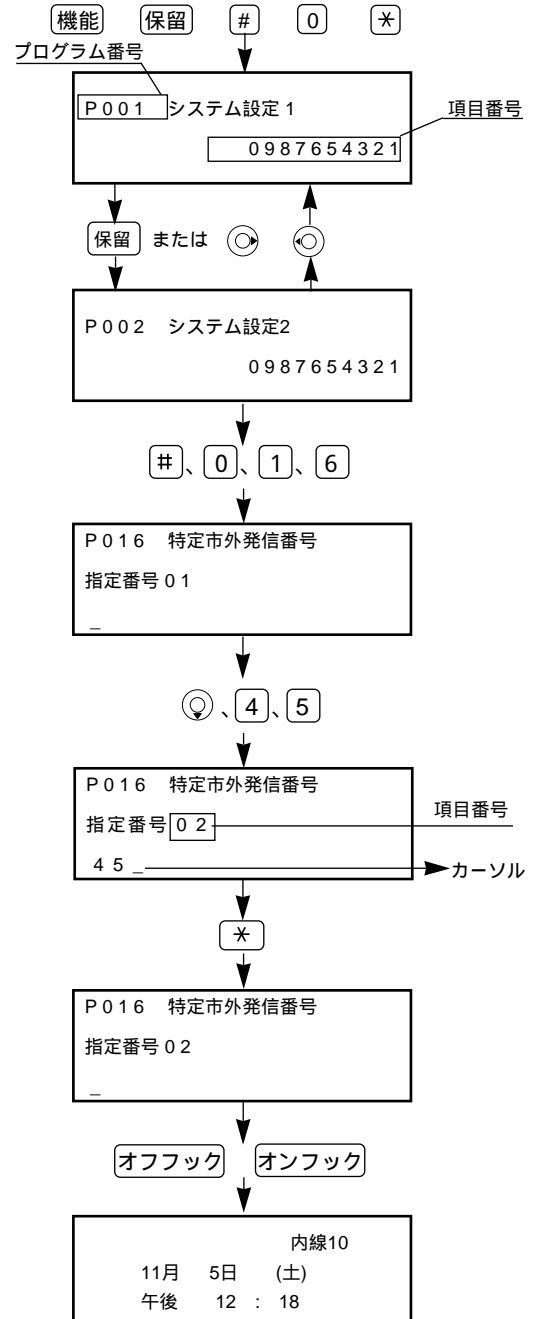 機能 保留 # 0 *
プログラム番号
P001 システム設定1
項目番号
0987654321
保留 または
P002 システム設定2
0987654321
#、0、1、6
P016 特定市外発信番号
指定番号01
_
、4、5
P016 特定市外発信番号
項目番号
指定番号02
45_
カーソル
*
P016 特定市外発信番号
指定番号02
_
オフフック オンフック
内線10
11月 5日 (土)
午後 12 : 18